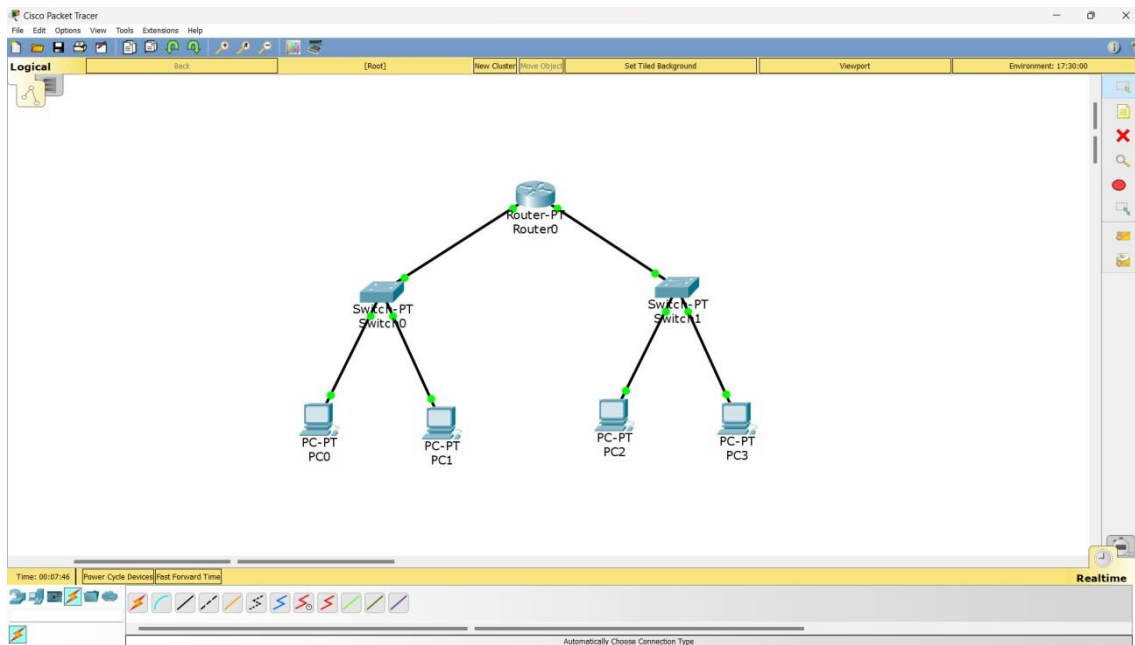 Cisco Packet Tracer
File Edit Options View Tools Extensions Help
Logical Back [Root] New Cluster Move Object Set Tiled Background Viewport Environment: 17:30:00
Router-PT
Router0
Switch-PT
Switch0
Switch-PT
Switch1
PC-PT
PC0
PC-PT
PC1
PC-PT
PC2
PC-PT
PC3
Time: 00:07:46 Power Cycle Devices Fast Forward Time Realtime
Automatically Choose Connection Type